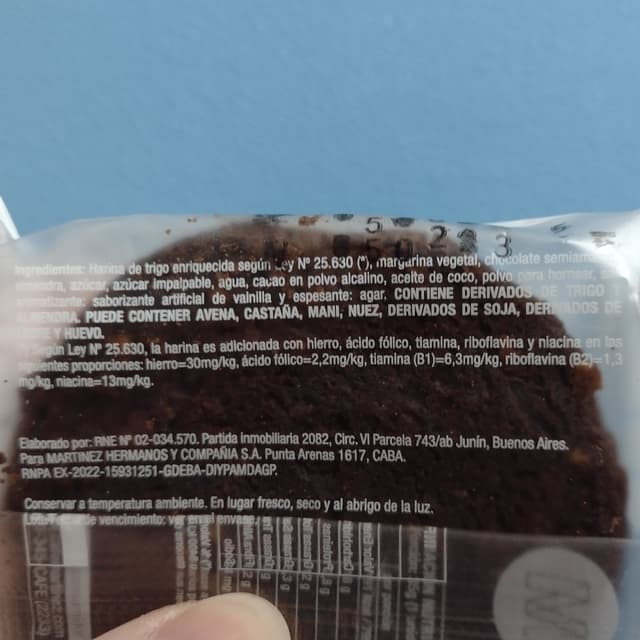 Ingredientes: Harina de trigo enriquecida según Ley Nº 25.630 (*), margarina vegetal, chocolate
azúcar, azúcar impalpable, agua, cacao en polvo alcalino, aceite de coco, polvo para hornear,
saborizante artificial de vainilla y espesante: agar. CONTIENE DERIVADOS DE TRIGO
ALMENDRA, PUEDE CONTENER AVENA, CASTAÑA, MANI, NUEZ, DERIVADOS DE SOJA, DERIVADOS DE
Y HUEVO.
según Ley Nº 25.630, la harina es adicionada con hierro, ácido fólico, tiamina, riboflavina y niacina en las
siguientes proporciones: hierro=30mg/kg, ácido fólico=2,2mg/kg, tiamina (B1)=6,3mg/kg, riboflavina (B2)=1,3
mg/kg, niacina=13mg/kg.
Elaborado por: RNE Nº 02-034.570. Partida inmobiliaria 2082, Circ. VI Parcela 743/ab Junín, Buenos Aires.
Para MARTINEZ HERMANOS Y COMPAÑIA S.A. Punta Arenas 1617, CABA.
RNPA EX-2022-15931251-GDEBA-DIYPAMDAGP.
Conservar a temperatura ambiente. En lugar fresco, seco y al abrigo de la luz.
de vencimiento: ver en el envase.